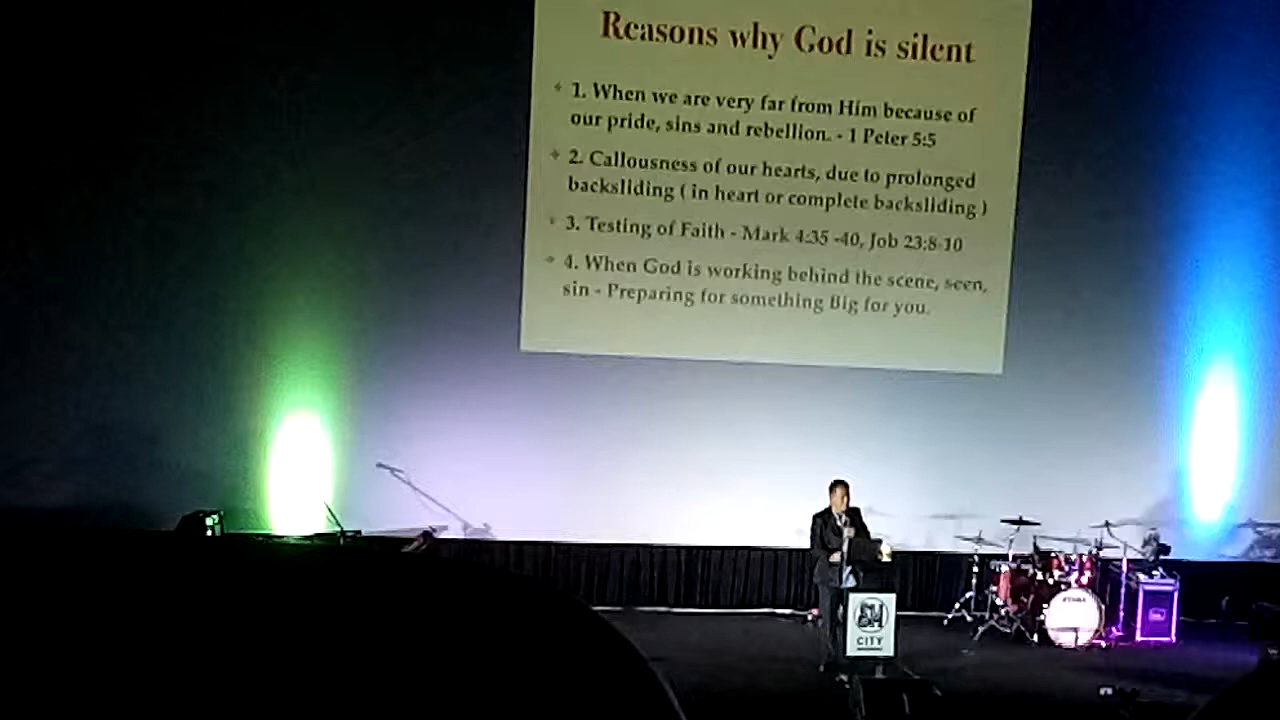 Reasons why God is silent
1. When we are very far from Him because of
our pride, sins and rebellion. - 1 Peter 5:5
2. Callousness of our hearts, due to prolonged
backsliding ( in heart or complete backsliding )
3. Testing of Faith - Mark 4:35 -40, Job 23:8-10
4. When God is working behind the scene, seen,
sin - Preparing for something Big for you.
SM
CITY
TAMA